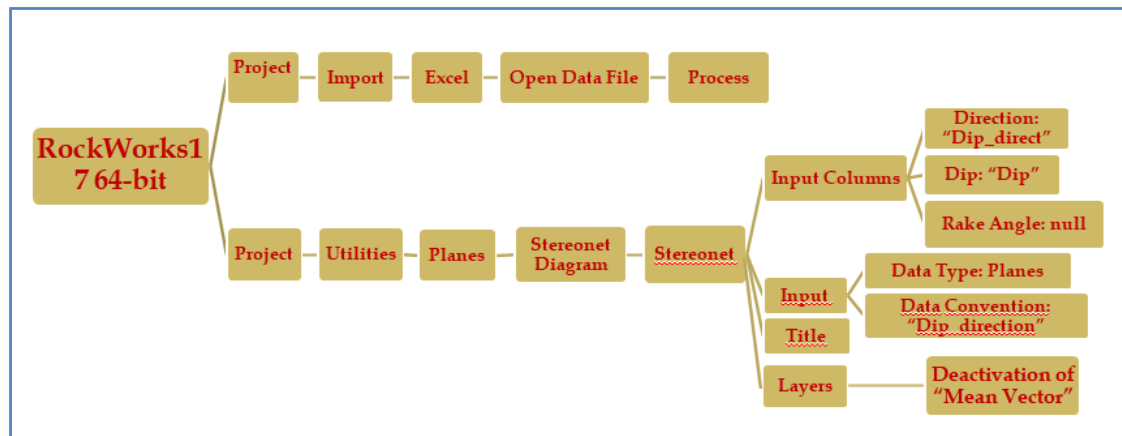 RockWorks1
7 64-bit
Project
Import
Excel
Open Data File
Process
Project
Utilities
Planes
Stereonet
Diagram
Stereonet
Input Columns
Direction:
“Dip_direct”
Dip: “Dip”
Rake Angle: null
Input
Data Type: Planes
Data Convention:
“Dip_direction”
Title
Layers
Deactivation of
“Mean Vector”